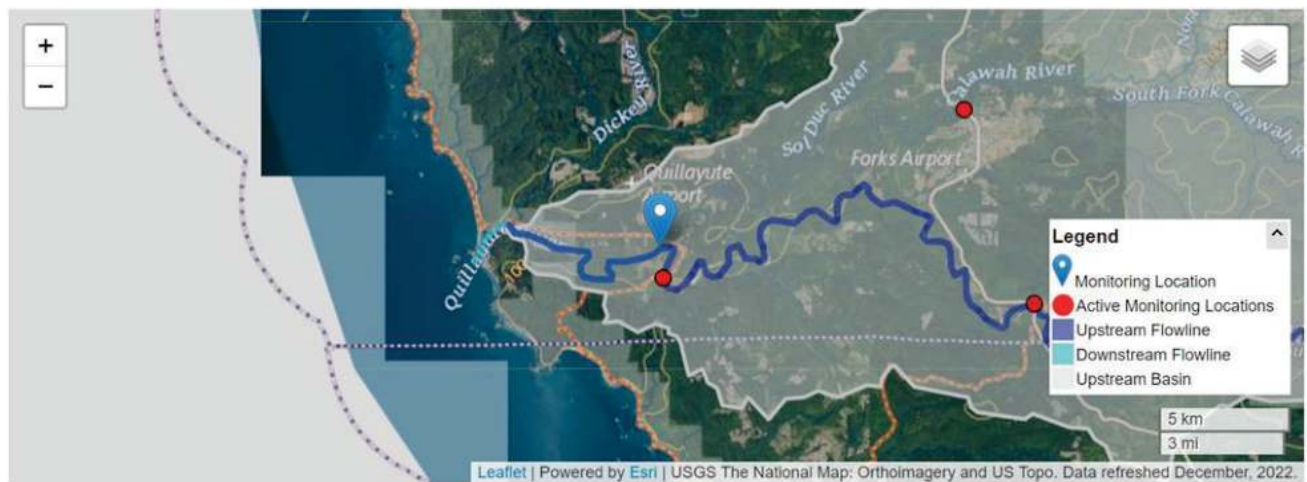 +
−
Dickey River
Sol Duc River
Calawah River
South Fork Calawah R
Forks Airport
Quillayute
Airport
Legend
Monitoring Location
Active Monitoring Locations
Upstream Flowline
Downstream Flowline
Upstream Basin
5 km
3 mi
Leaflet | Powered by Esri | USGS The National Map: Orthoimagery and US Topo. Data refreshed December, 2022.